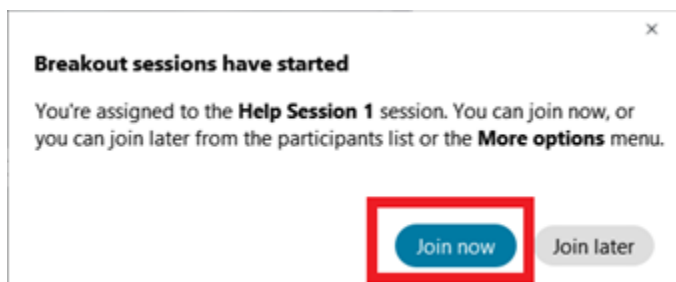 Breakout sessions have started
You're assigned to the Help Session 1 session. You can join now, or
you can join later from the participants list or the More options menu.
Join now Join later